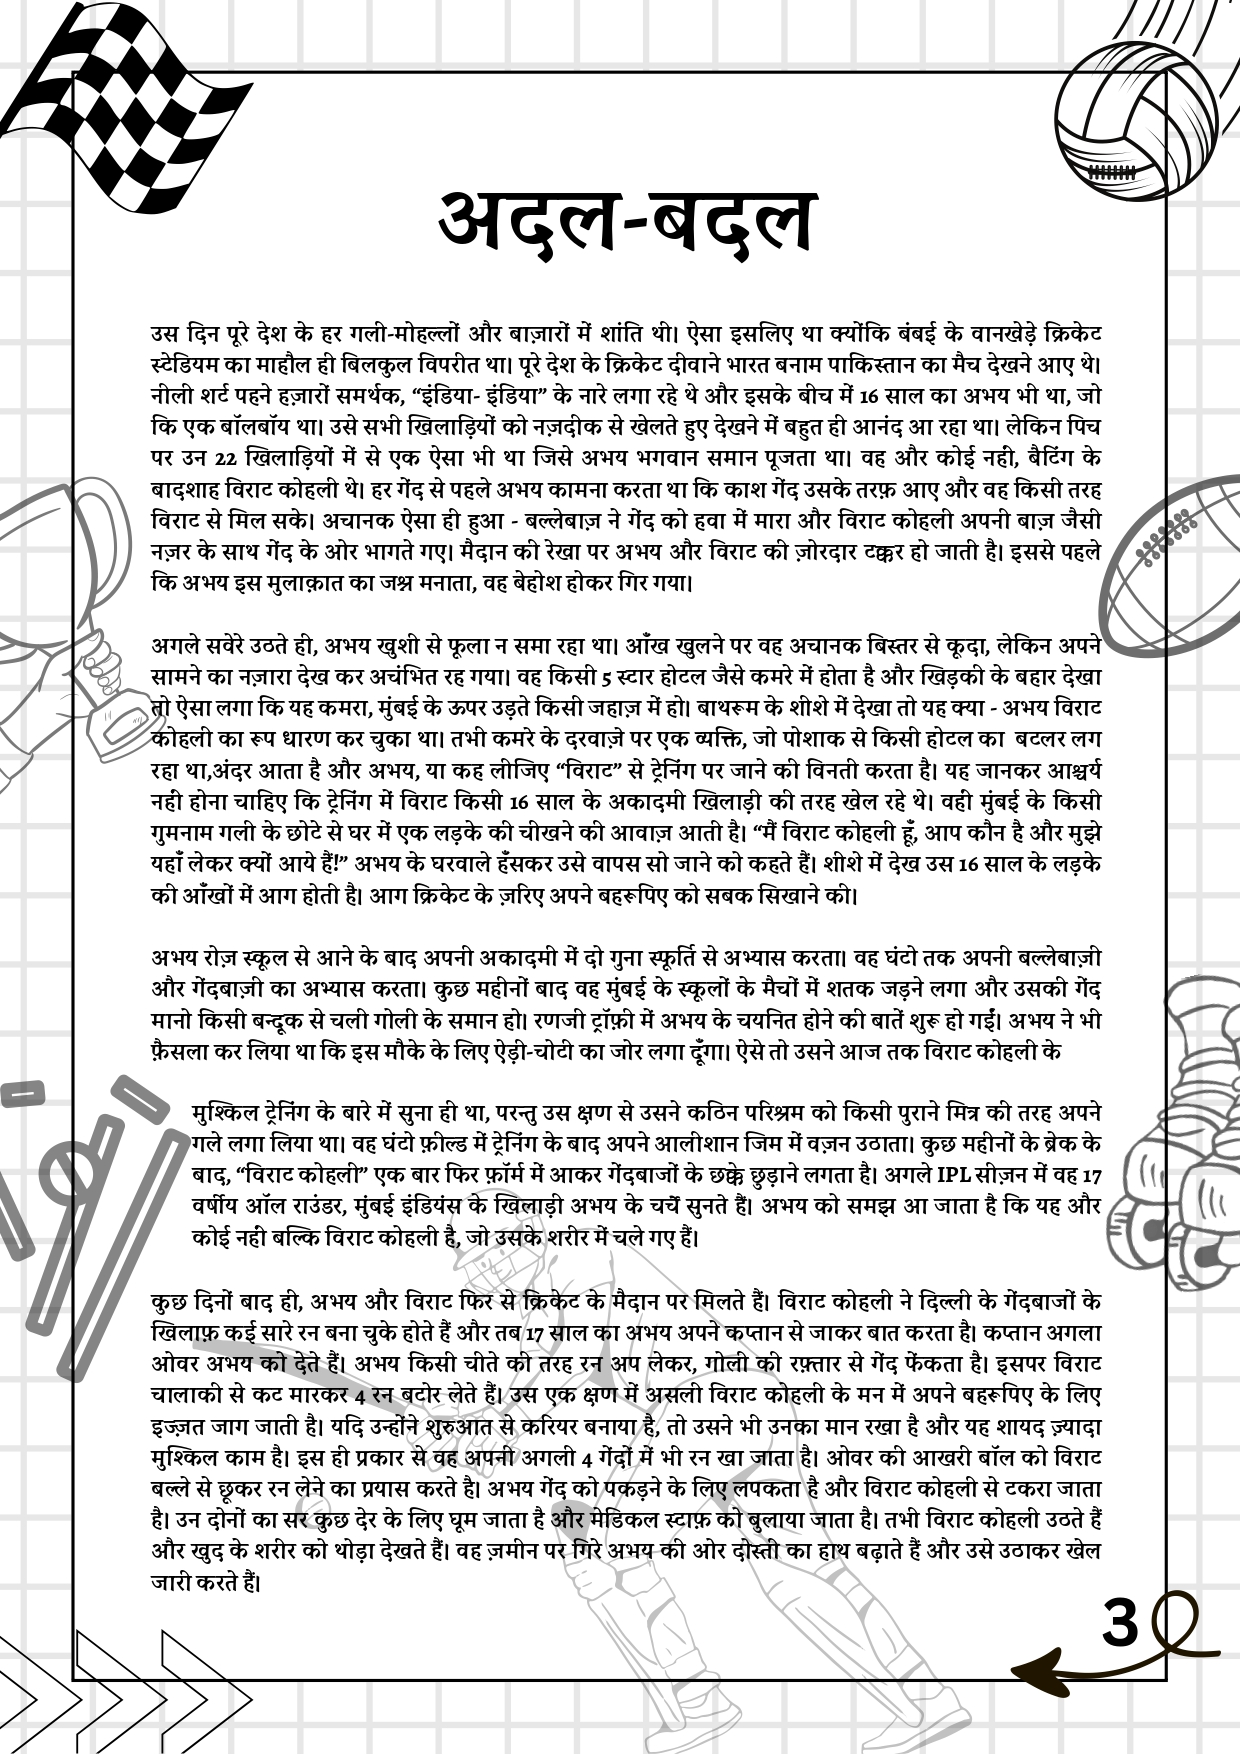 अदल-बदल
उस दिन पूरे देश के हर गली-मोहल्लों और बाज़ारों में शांति थी। ऐसा इसलिए था क्योंकि बंबई के वानखेड़े क्रिकेट
स्टेडियम का माहौल ही बिलकुल विपरीत था। पूरे देश के क्रिकेट दीवाने भारत बनाम पाकिस्तान का मैच देखने आए थे।
नीली शर्ट पहने हज़ारों समर्थक, “इंडिया- इंडिया” के नारे लगा रहे थे और इसके बीच में 16 साल का अभय भी था, जो
कि एक बॉलबॉय था। उसे सभी खिलाड़ियों को नज़दीक से खेलते हुए देखने में बहुत ही आनंद आ रहा था। लेकिन पिच
पर उन 22 खिलाड़ियों में से एक ऐसा भी था जिसे अभय भगवान समान पूजता था। वह और कोई नहीं, बैटिंग के
बादशाह विराट कोहली थे। हर गेंद से पहले अभय कामना करता था कि काश गेंद उसके तरफ़ आए और वह किसी तरह
विराट से मिल सके। अचानक ऐसा ही हुआ - बल्लेबाज़ ने गेंद को हवा में मारा और विराट कोहली अपनी बाज़ जैसी
नज़र के साथ गेंद के ओर भागते गए। मैदान की रेखा पर अभय और विराट की ज़ोरदार टक्कर हो जाती है। इससे पहले
कि अभय इस मुलाक़ात का जश्न मनाता, वह बेहोश होकर गिर गया।
अगले सवेरे उठते ही, अभय खुशी से फूला न समा रहा था। आँख खुलने पर वह अचानक बिस्तर से कूदा, लेकिन अपने
सामने का नज़ारा देख कर अचंभित रह गया। वह किसी 5 स्टार होटल जैसे कमरे में होता है और खिड़की के बहार देखा
तो ऐसा लगा कि यह कमरा, मुंबई के ऊपर उड़ते किसी जहाज़ में हो। बाथरूम के शीशे में देखा तो यह क्या - अभय विराट
कोहली का रूप धारण कर चुका था। तभी कमरे के दरवाज़े पर एक व्यक्ति, जो पोशाक से किसी होटल का बटलर लग
रहा था,अंदर आता है और अभय, या कह लीजिए “विराट” से ट्रेनिंग पर जाने की विनती करता है। यह जानकर आश्चर्य
नहीं होना चाहिए कि ट्रेनिंग में विराट किसी 16 साल के अकादमी खिलाड़ी की तरह खेल रहे थे। वहीं मुंबई के किसी
गुमनाम गली के छोटे से घर में एक लड़के की चीखने की आवाज़ आती है। “मैं विराट कोहली हूँ, आप कौन है और मुझे
यहाँ लेकर क्यों आये हैं!” अभय के घरवाले हँसकर उसे वापस सो जाने को कहते हैं। शीशे में देख उस 16 साल के लड़के
की आँखों में आग होती है। आग क्रिकेट के ज़रिए अपने बहरूपिए को सबक सिखाने की।
अभय रोज़ स्कूल से आने के बाद अपनी अकादमी में दो गुना स्फूर्ति से अभ्यास करता। वह घंटो तक अपनी बल्लेबाज़ी
और गेंदबाज़ी का अभ्यास करता। कुछ महीनों बाद वह मुंबई के स्कूलों के मैचों में शतक जड़ने लगा और उसकी गेंद
मानो किसी बन्दूक से चली गोली के समान हो। रणजी ट्रॉफ़ी में अभय के चयनित होने की बातें शुरू हो गईं। अभय ने भी
फ़ैसला कर लिया था कि इस मौके के लिए ऐड़ी-चोटी का जोर लगा दूँगा। ऐसे तो उसने आज तक विराट कोहली के
मुश्किल ट्रेनिंग के बारे में सुना ही था, परन्तु उस क्षण से उसने कठिन परिश्रम को किसी पुराने मित्र की तरह अपने
गले लगा लिया था। वह घंटो फ़ील्ड में ट्रेनिंग के बाद अपने आलीशान जिम में वज़न उठाता। कुछ महीनों के ब्रेक के
बाद, “विराट कोहली” एक बार फिर फ़ॉर्म में आकर गेंदबाजों के छक्के छुड़ाने लगता है। अगले IPL सीज़न में वह 17
वर्षीय ऑल राउंडर, मुंबई इंडियंस के खिलाड़ी अभय के चर्चे सुनते हैं। अभय को समझ आ जाता है कि यह और
कोई नहीं बल्कि विराट कोहली है, जो उसके शरीर में चले गए हैं।
कुछ दिनों बाद ही, अभय और विराट फिर से क्रिकेट के मैदान पर मिलते हैं। विराट कोहली ने दिल्ली के गेंदबाजों के
खिलाफ़ कई सारे रन बना चुके होते हैं और तब 17 साल का अभय अपने कप्तान से जाकर बात करता है। कप्तान अगला
ओवर अभय को देते हैं। अभय किसी चीते की तरह रन अप लेकर, गोली की रफ़्तार से गेंद फेंकता है। इसपर विराट
चालाकी से कट मारकर 4 रन बटोर लेते हैं। उस एक क्षण में असली विराट कोहली के मन में अपने बहरूपिए के लिए
इज़्ज़त जाग जाती है। यदि उन्होंने शुरुआत से करियर बनाया है, तो उसने भी उनका मान रखा है और यह शायद ज़्यादा
मुश्किल काम है। इस ही प्रकार से वह अपनी अगली 4 गेंदों में भी रन खा जाता है। ओवर की आखरी बॉल को विराट
बल्ले से छूकर रन लेने का प्रयास करते है। अभय गेंद को पकड़ने के लिए लपकता है और विराट कोहली से टकरा जाता
है। उन दोनों का सर कुछ देर के लिए घूम जाता है और मेडिकल स्टाफ़ को बुलाया जाता है। तभी विराट कोहली उठते हैं
और खुद के शरीर को थोड़ा देखते हैं। वह ज़मीन पर गिरे अभय की ओर दोस्ती का हाथ बढ़ाते हैं और उसे उठाकर खेल
जारी करते हैं।
3